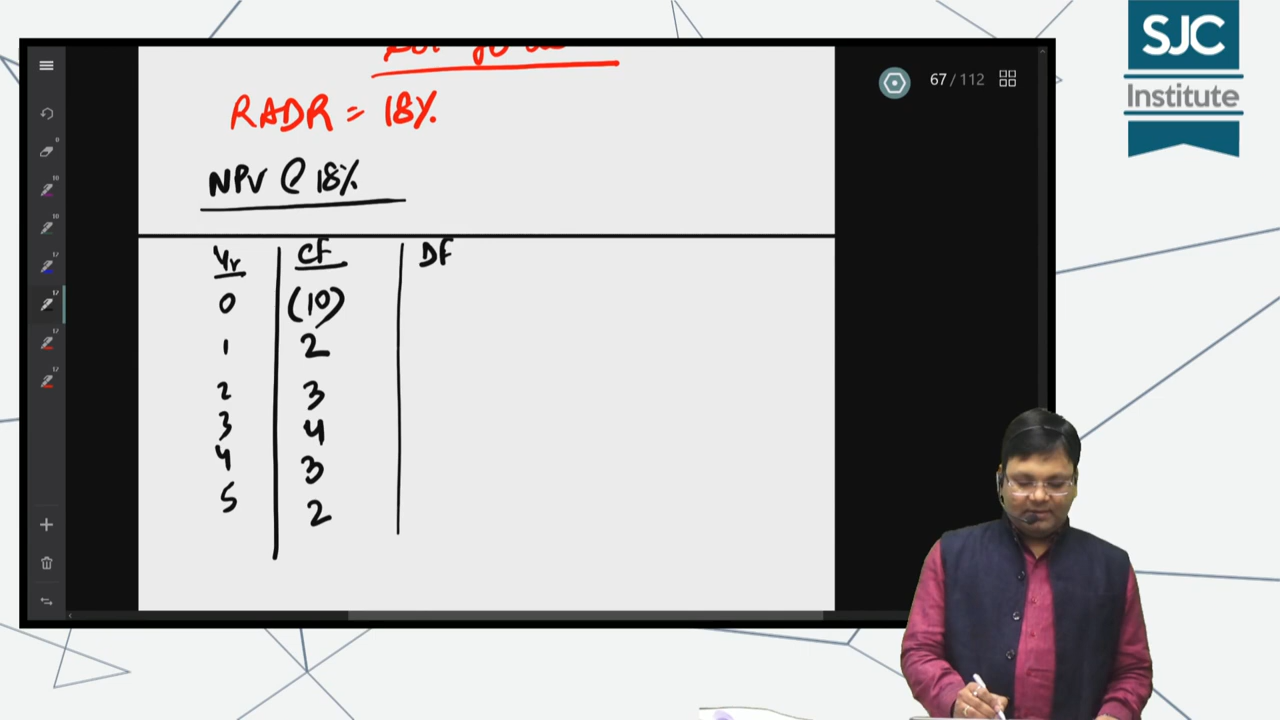 SJC
Institute
67 / 112
RADR = 18%
NPV @ 18%
Yr CF DF
0 (10)
1 2
2 3
3 4
4 3
5 2